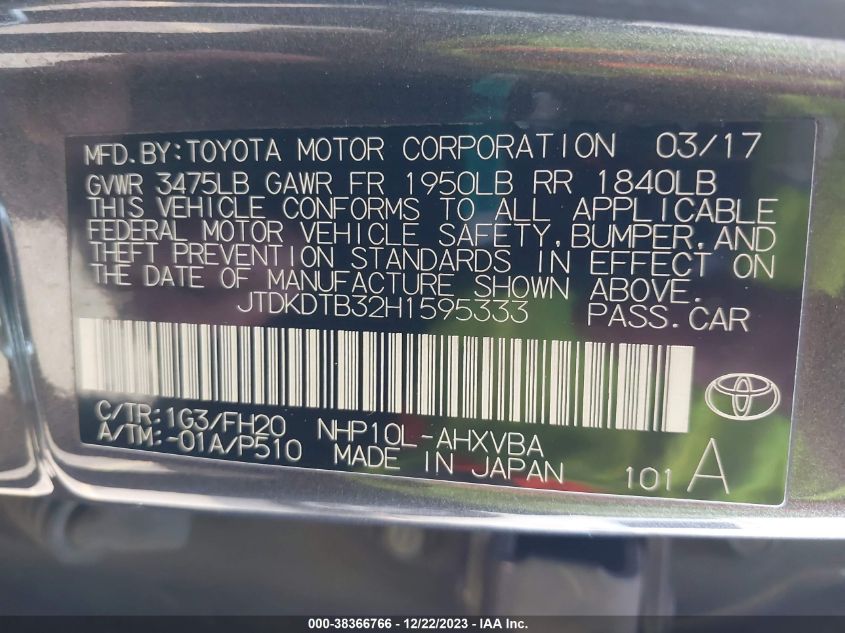 MFD.BY:TOYOTA MOTOR CORPORATION 03/17
GVWR 3475LB GAWR FR 1950LB RR 1840LB
THIS VEHICLE CONFORMS TO ALL APPLICABLE
FEDERAL MOTOR VEHICLE SAFETY,BUMPER,AND
THEFT PREVENTION STANDARDS IN EFFECT ON
THE DATE OF MANUFACTURE SHOWN ABOVE.
JTDKDTB32H1595333 PASS.CAR
C/TR:1G3/FH20 NHP10L-AHXVBA
A/TM:-01A/P510 MADE IN JAPAN 101 A
000-38366766 - 12/22/2023 - IAA Inc.